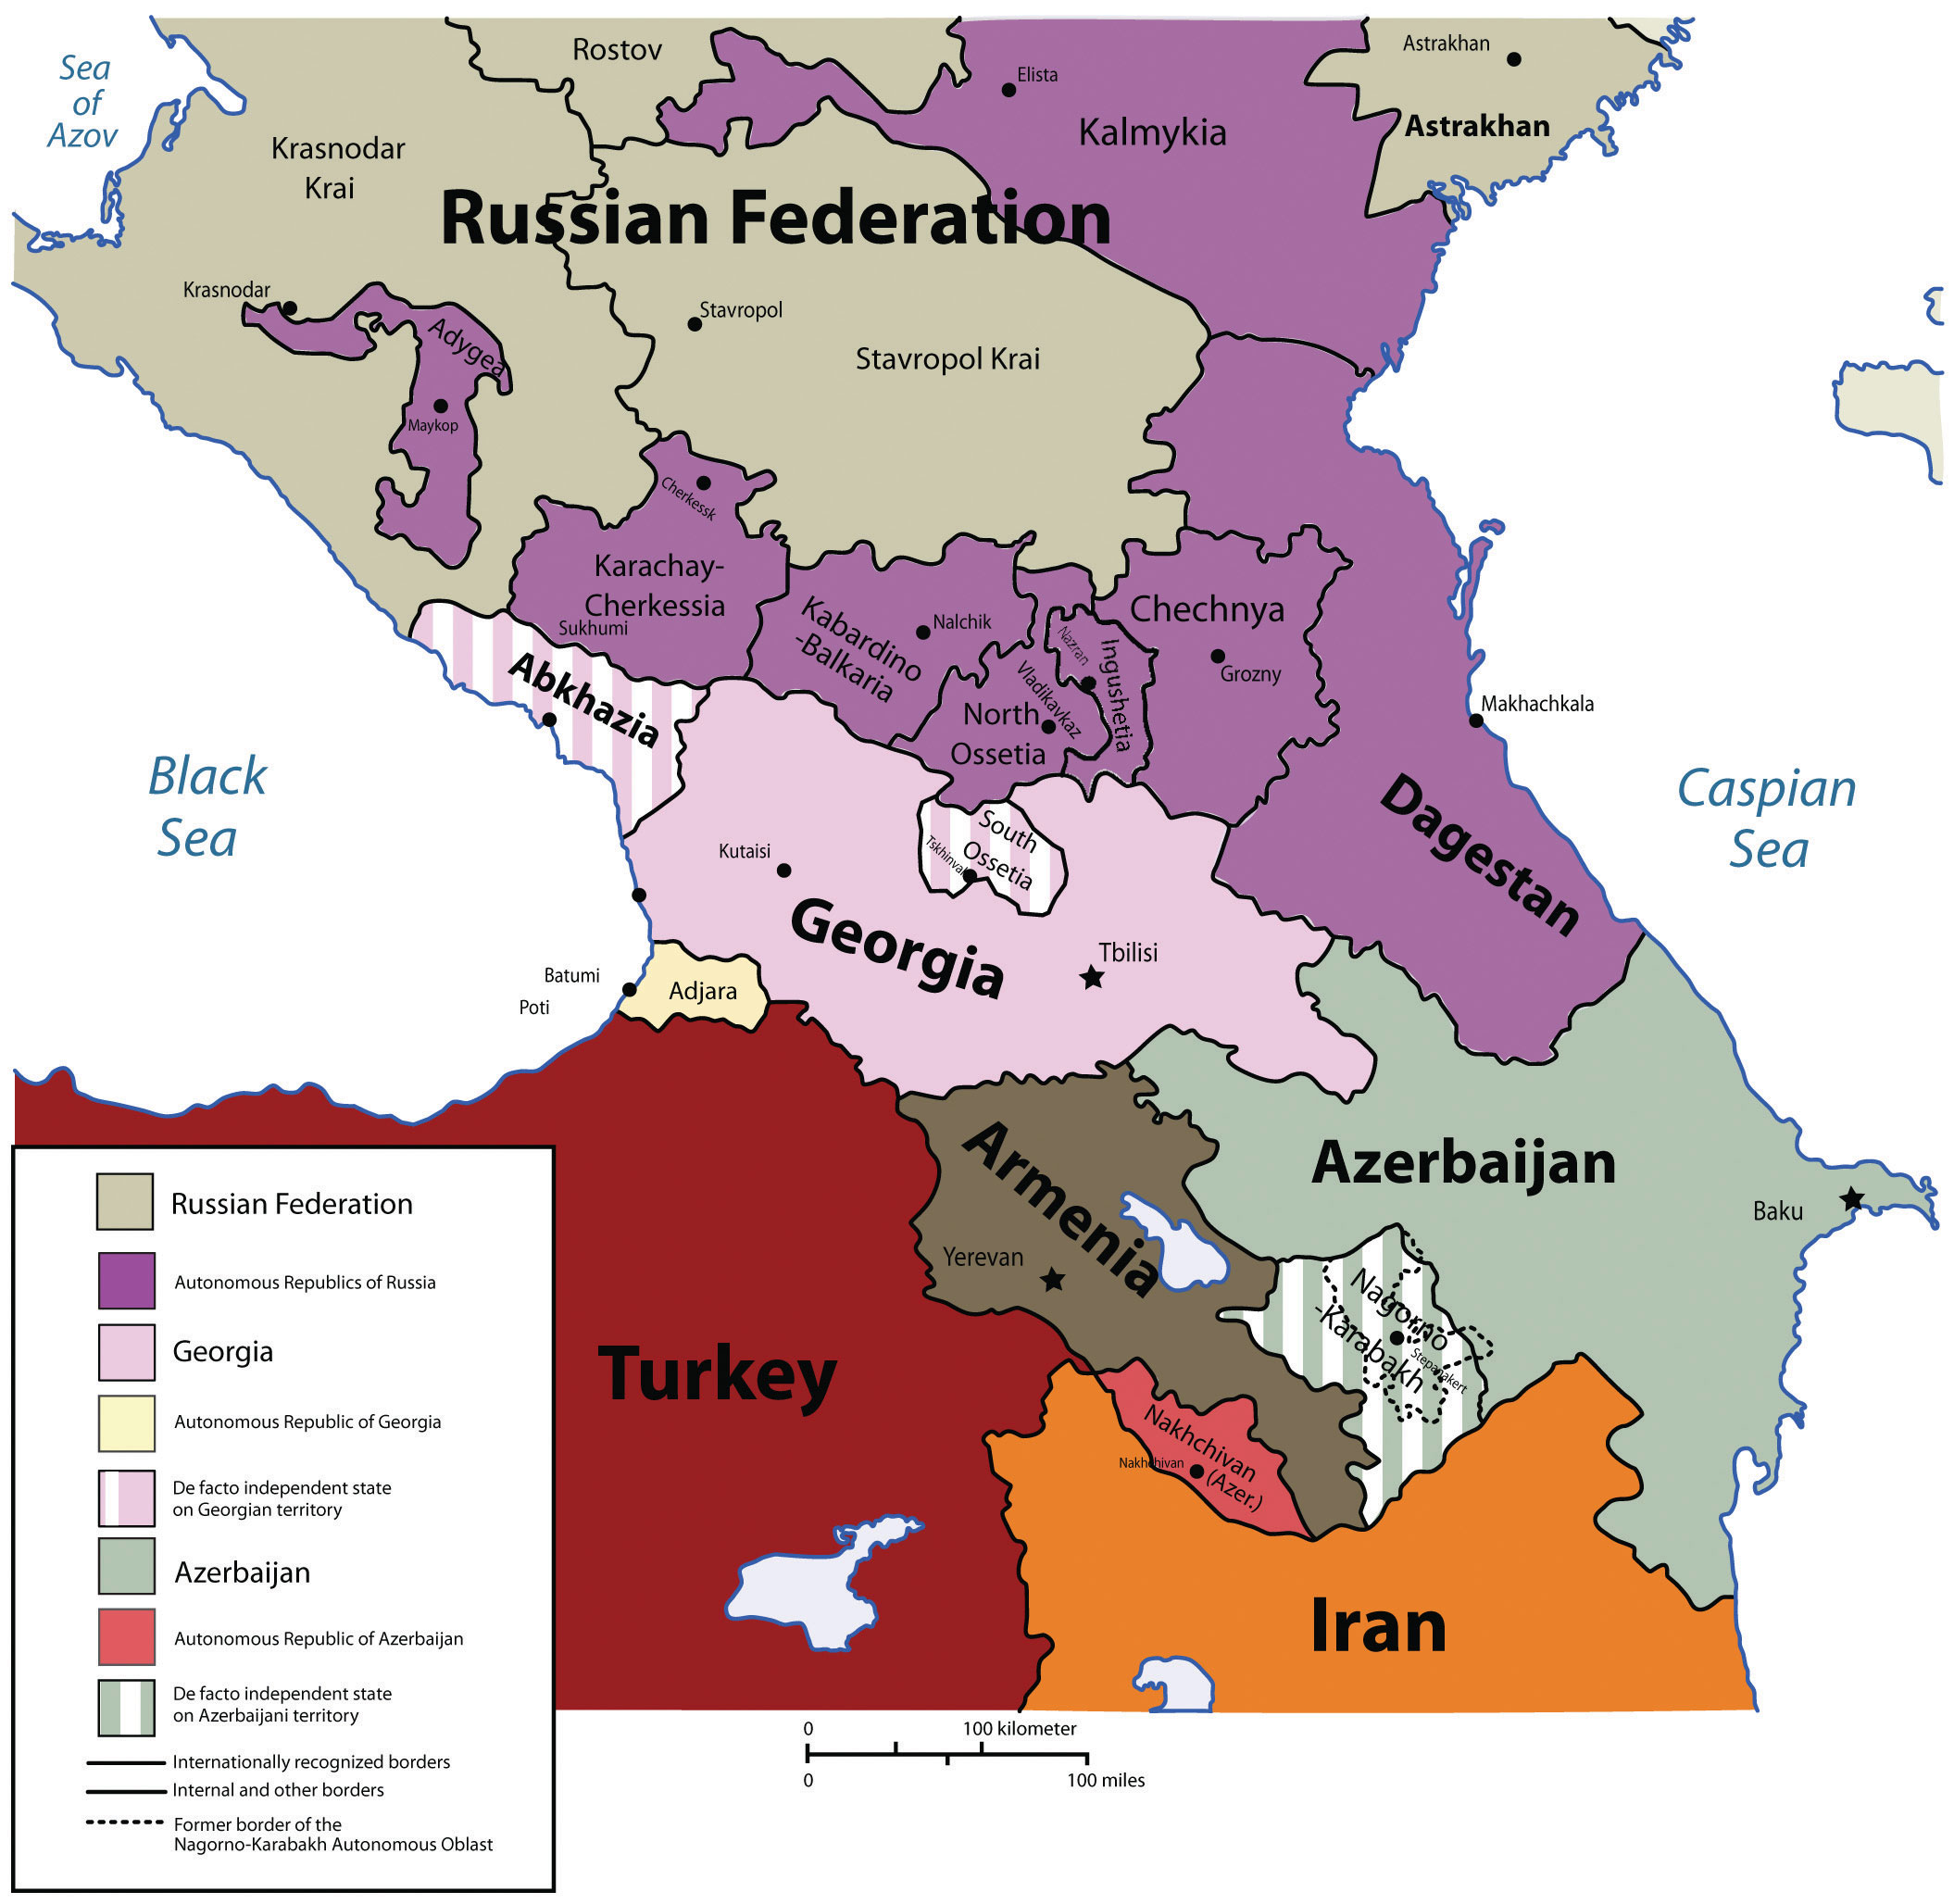 Sea
of
Azov
Rostov
Elista
Astrakhan
Astrakhan
Krasnodar
Krai
Kalmykia
Russian Federation
Krasnodar
Stavropol
Stavropol Krai
Adygea
Maykop
Cherkessk
Karachay-
Cherkessia
Sukhumi
Kabardino
-Balkaria
Nalchik
Chechnya
Grozny
Nazran
Ingushetia
Vladikavkaz
North
Ossetia
Makhachkala
Abkhazia
Black
Sea
Caspian
Sea
Dagestan
South
Ossetia
Tskhinvali
Kutaisi
Georgia
Tbilisi
Batumi
Poti
Adjara
Armenia
Azerbaijan
Baku
Yerevan
Nagorno
-Karabakh
Stepanakert
Turkey
Nakhchivan
(Azer.)
Nakhchivan
Iran
Russian Federation
Autonomous Republics of Russia
Georgia
Autonomous Republic of Georgia
De facto independent state
on Georgian territory
Azerbaijan
Autonomous Republic of Azerbaijan
De facto independent state
on Azerbaijani territory
Internationally recognized borders
Internal and other borders
Former border of the
Nagorno-Karabakh Autonomous Oblast
0 100 kilometer
0 100 miles